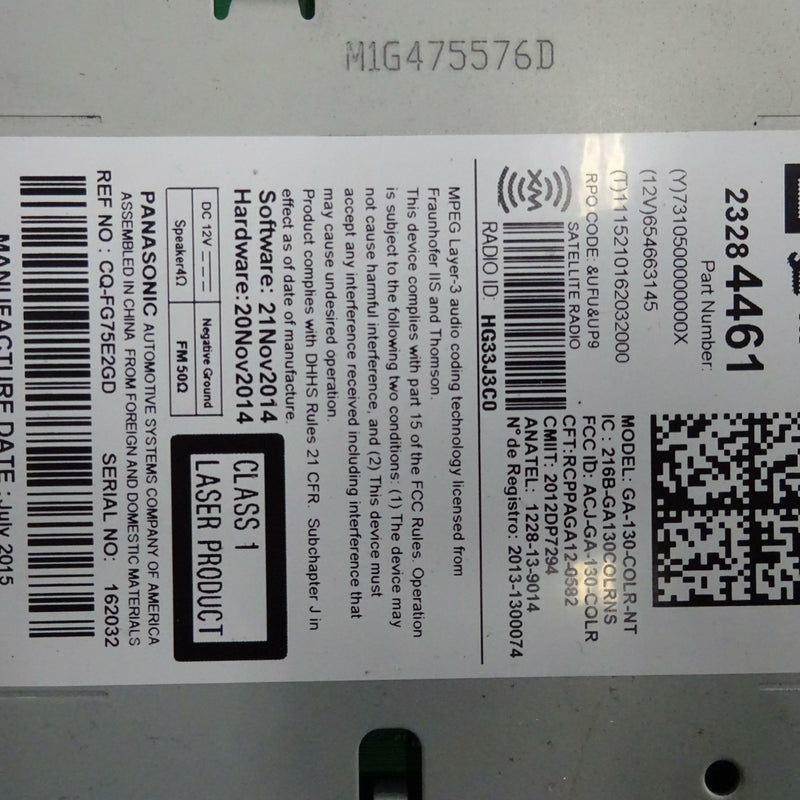 M1G475576D
23284461
Part Number:
(Y)7310500000000X
(12V)654663145
(T)1115210162032000
RPO CODE: &UFU&UP9
XM
SATELLITE RADIO
RADIO ID: HG33J3C0
MODEL: GA-130-COLR-NT
IC : 216B-GA130COLRNS
FCC ID: ACJ-GA-130-COLR
CFT:RCPPAGA12-0582
CMIIT: 2012DP7294
ANATEL: 1228-13-9014
N° de Registro: 2013-1300074
MPEG Layer-3 audio coding technology licensed from
Fraunhofer IIS and Thomson.
This device complies with part 15 of the FCC Rules. Operation
is subject to the following two conditions: (1) The device may
not cause harmful interference, and (2) This device must
accept any interference received including interference that
may cause undesired operation.
Product complies with DHHS Rules 21 CFR. Subchapter J in
effect as of date of manufacture.
Software: 21Nov2014
Hardware: 20Nov2014
DC 12V Negative Ground
Speaker4Ω FM 50Ω
CLASS 1
LASER PRODUCT
PANASONIC AUTOMOTIVE SYSTEMS COMPANY OF AMERICA
ASSEMBLED IN CHINA FROM FOREIGN AND DOMESTIC MATERIALS
REF NO : CQ-FG75E2GD SERIAL NO: 162032
MANUFACTURE DATE : July 2015